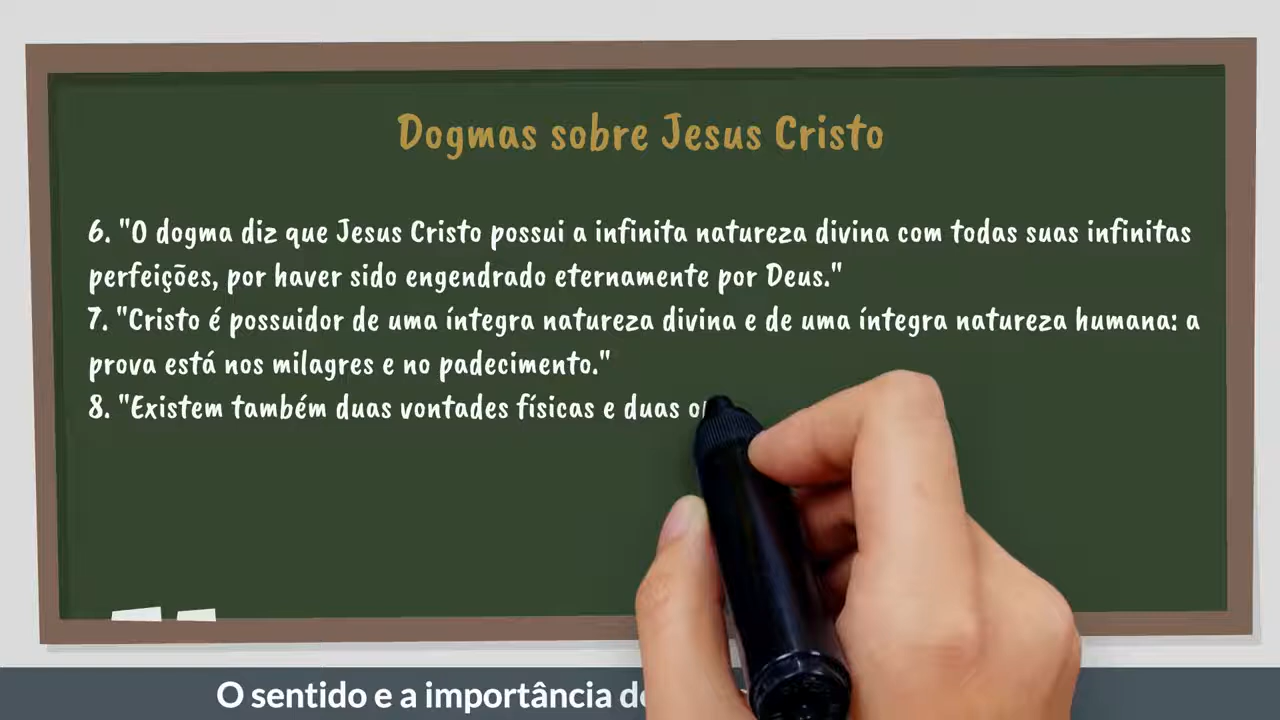 Dogmas sobre Jesus Cristo
6. "O dogma diz que Jesus Cristo possui a infinita natureza divina com todas suas infinitas
perfeições, por haver sido engendrado eternamente por Deus."
7. "Cristo é possuidor de uma íntegra natureza divina e de uma íntegra natureza humana: a
prova está nos milagres e no padecimento."
8. "Existem também duas vontades físicas e duas
O sentido e a importância